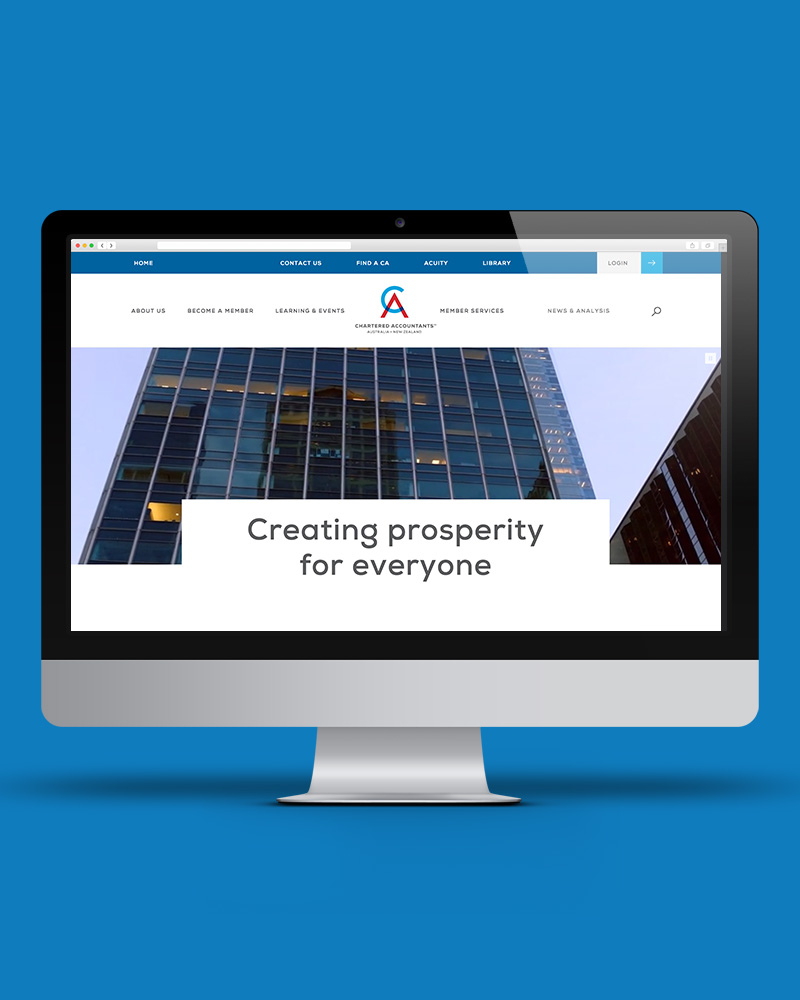 HOME
CONTACT US
FIND A CA
ACUITY
LIBRARY
LOGIN
ABOUT US
BECOME A MEMBER
LEARNING & EVENTS
CA
CHARTERED ACCOUNTANTS™
AUSTRALIA + NEW ZEALAND
MEMBER SERVICES
NEWS & ANALYSIS
Creating prosperity
for everyone